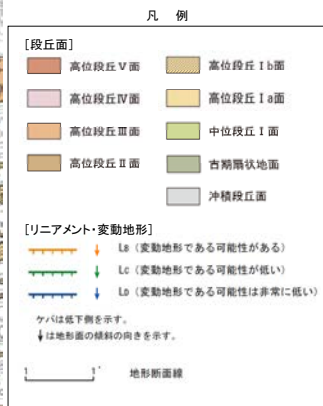 凡 例
[段丘面]
高位段丘Ⅴ面
高位段丘Ⅰb面
高位段丘Ⅳ面
高位段丘Ⅰa面
高位段丘Ⅲ面
中位段丘Ⅰ面
高位段丘Ⅱ面
古期扇状地面
沖積段丘面
[リニアメント・変動地形]
LB (変動地形である可能性がある)
LC (変動地形である可能性が低い)
LD (変動地形である可能性は非常に低い)
ケバは低下側を示す。
↓は地形面の傾斜の向きを示す。
1 1' 地形断面線